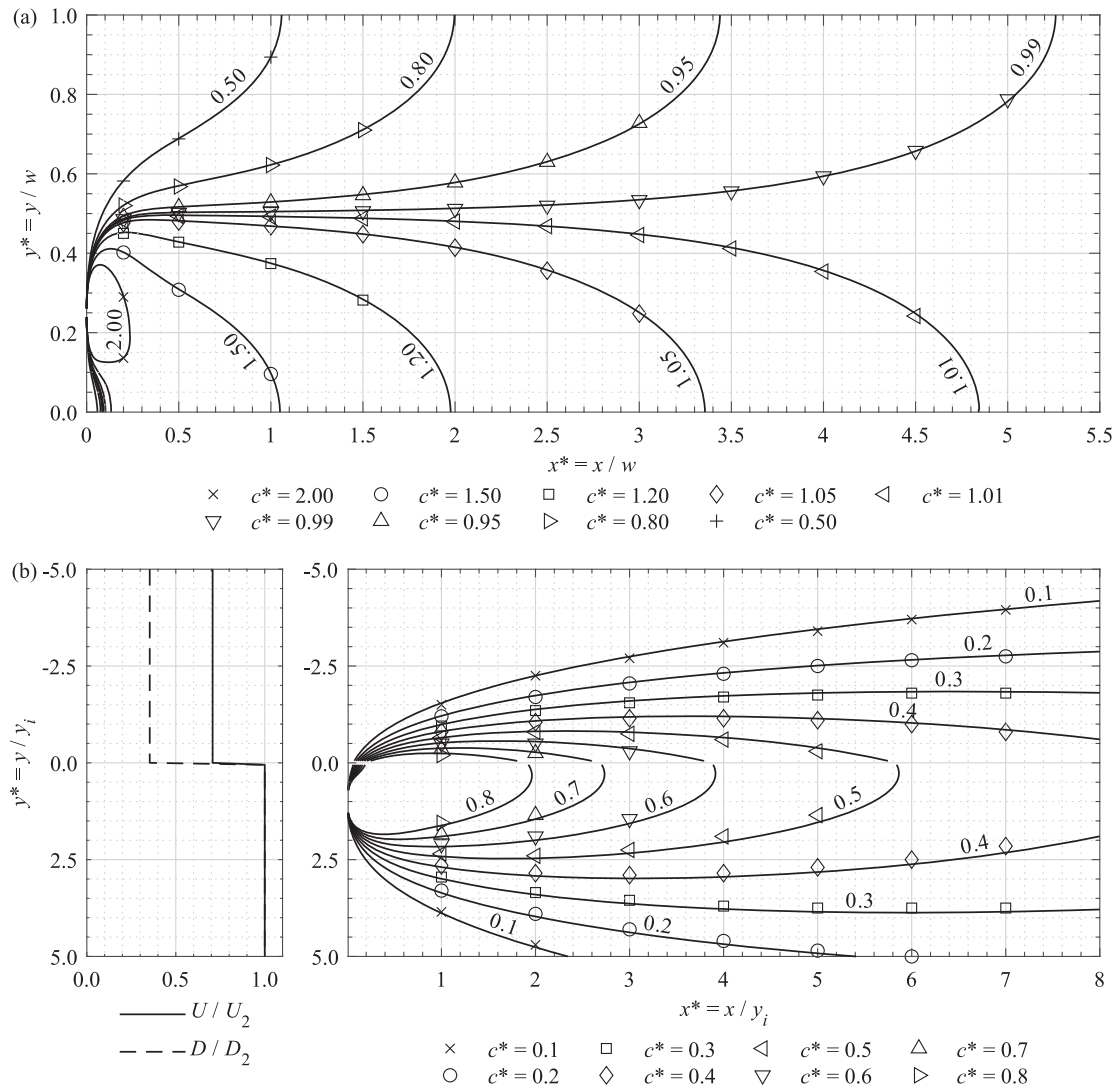 (a)
1.0
0.8
0.6
0.4
0.2
0.0
y* = y / w
0.50
0.80
0.95
0.99
2.00
1.50
1.20
1.05
1.01
0 0.5 1 1.5 2 2.5 3 3.5 4 4.5 5 5.5
x* = x / w
c* = 2.00 c* = 1.50 c* = 1.20 c* = 1.05 c* = 1.01
c* = 0.99 c* = 0.95 c* = 0.80 c* = 0.50
(b)
-5.0
-2.5
0.0
2.5
5.0
y* = y / yi
0.0 0.5 1.0
U / U2
D / D2
-5.0
-2.5
0.0
2.5
5.0
0.1
0.2
0.3
0.4
0.8
0.7
0.6
0.5
0.4
0.3
0.2
0.1
1 2 3 4 5 6 7 8
x* = x / yi
c* = 0.1 c* = 0.3 c* = 0.5 c* = 0.7
c* = 0.2 c* = 0.4 c* = 0.6 c* = 0.8